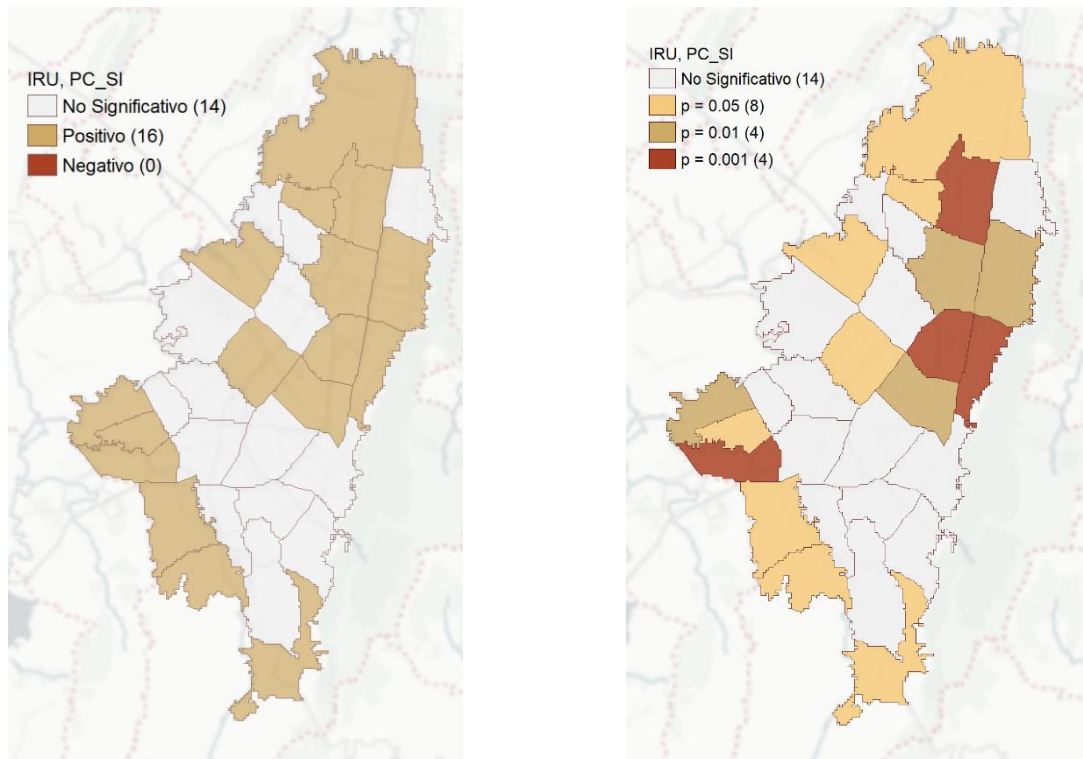 IRU, PC_SI
No Significativo (14)
Positivo (16)
Negativo (0)
IRU, PC_SI
No Significativo (14)
p = 0.05 (8)
p = 0.01 (4)
p = 0.001 (4)